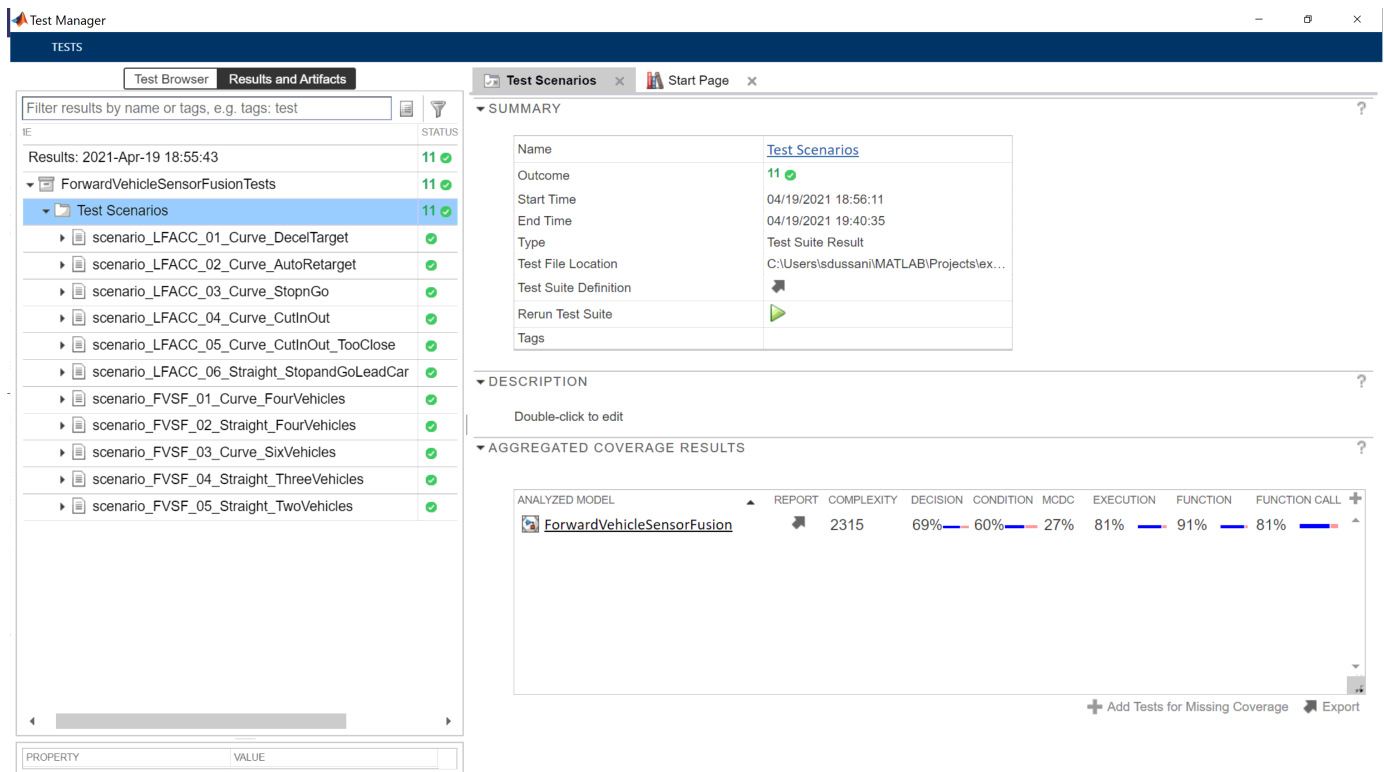 Test Manager
TESTS
Test Browser Results and Artifacts
Filter results by name or tags, e.g. tags: test
STATUS
Results: 2021-Apr-19 18:55:43 11
ForwardVehicleSensorFusionTests 11
Test Scenarios 11
scenario_LFACC_01_Curve_DecelTarget
scenario_LFACC_02_Curve_AutoRetarget
scenario_LFACC_03_Curve_StopnGo
scenario_LFACC_04_Curve_CutInOut
scenario_LFACC_05_Curve_CutInOut_TooClose
scenario_LFACC_06_Straight_StopandGoLeadCar
scenario_FVSF_01_Curve_FourVehicles
scenario_FVSF_02_Straight_FourVehicles
scenario_FVSF_03_Curve_SixVehicles
scenario_FVSF_04_Straight_ThreeVehicles
scenario_FVSF_05_Straight_TwoVehicles
PROPERTY VALUE
Test Scenarios Start Page
SUMMARY ?
Name Test Scenarios
Outcome 11
Start Time 04/19/2021 18:56:11
End Time 04/19/2021 19:40:35
Type Test Suite Result
Test File Location C:\Users\sdussani\MATLAB\Projects\ex...
Test Suite Definition
Rerun Test Suite
Tags
DESCRIPTION ?
Double-click to edit
AGGREGATED COVERAGE RESULTS ?
ANALYZED MODEL REPORT COMPLEXITY DECISION CONDITION MCDC EXECUTION FUNCTION FUNCTION CALL
ForwardVehicleSensorFusion 2315 69% 60% 27% 81% 91% 81%
Add Tests for Missing Coverage Export